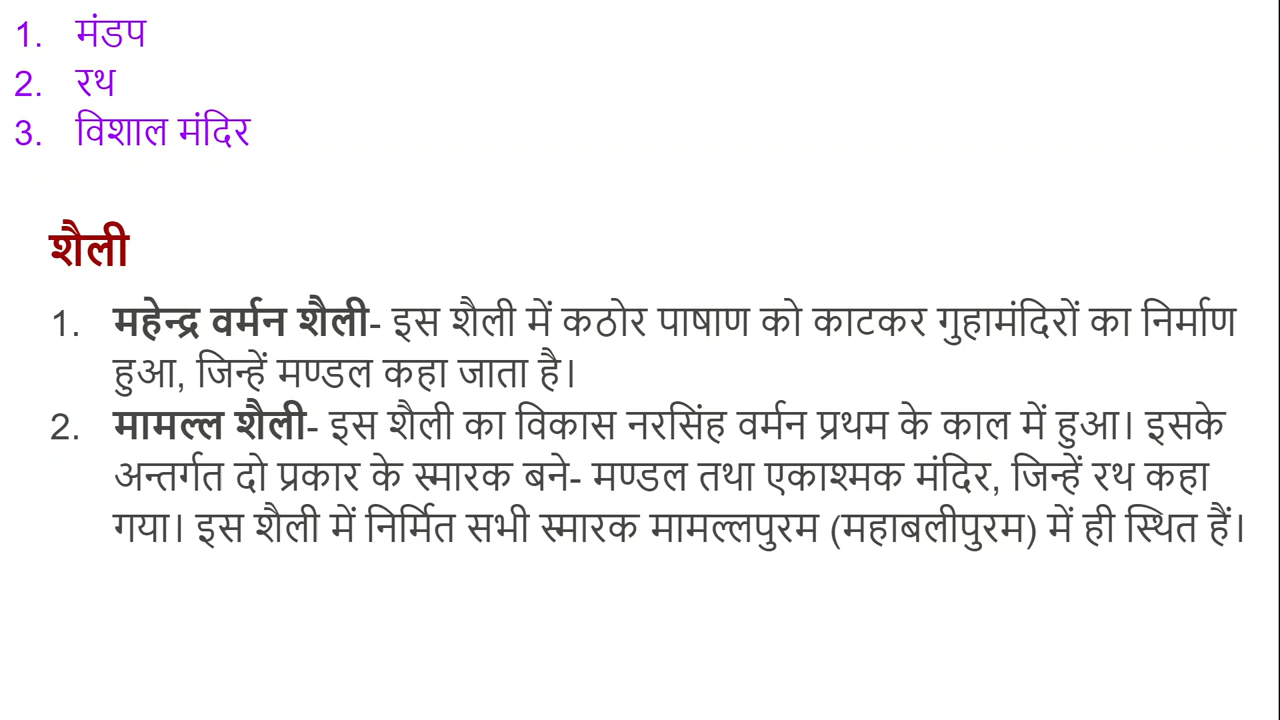 1. मंडप
2. रथ
3. विशाल मंदिर
शैली
1. महेन्द्र वर्मन शैली- इस शैली में कठोर पाषाण को काटकर गुहामंदिरों का निर्माण
हुआ, जिन्हें मण्डल कहा जाता है।
2. मामल्ल शैली- इस शैली का विकास नरसिंह वर्मन प्रथम के काल में हुआ। इसके
अन्तर्गत दो प्रकार के स्मारक बने- मण्डल तथा एकाश्मक मंदिर, जिन्हें रथ कहा
गया। इस शैली में निर्मित सभी स्मारक मामल्लपुरम (महाबलीपुरम) में ही स्थित हैं।